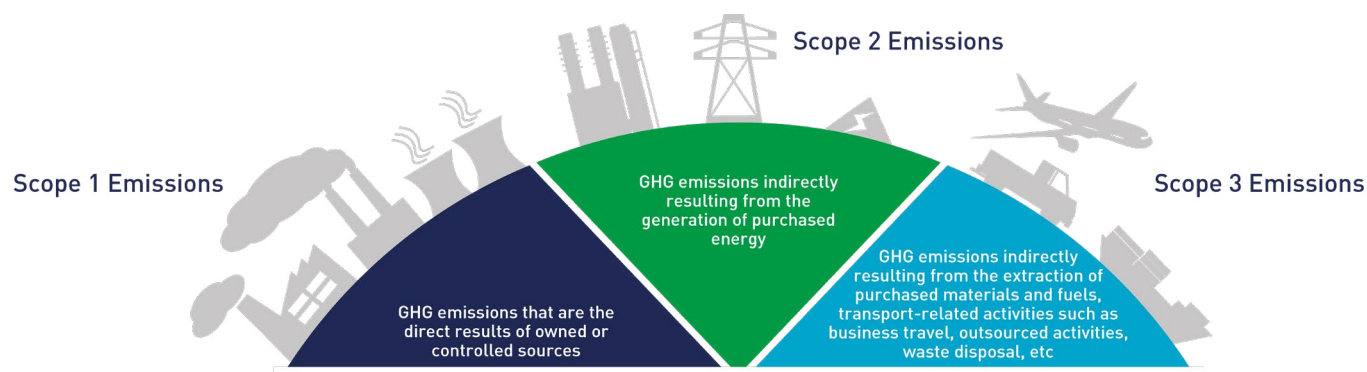 Scope 1 Emissions
GHG emissions that are the
direct results of owned or
controlled sources
Scope 2 Emissions
GHG emissions indirectly
resulting from the
generation of purchased
energy
Scope 3 Emissions
GHG emissions indirectly
resulting from the extraction of
purchased materials and fuels,
transport-related activities such as
business travel, outsourced activities,
waste disposal, etc